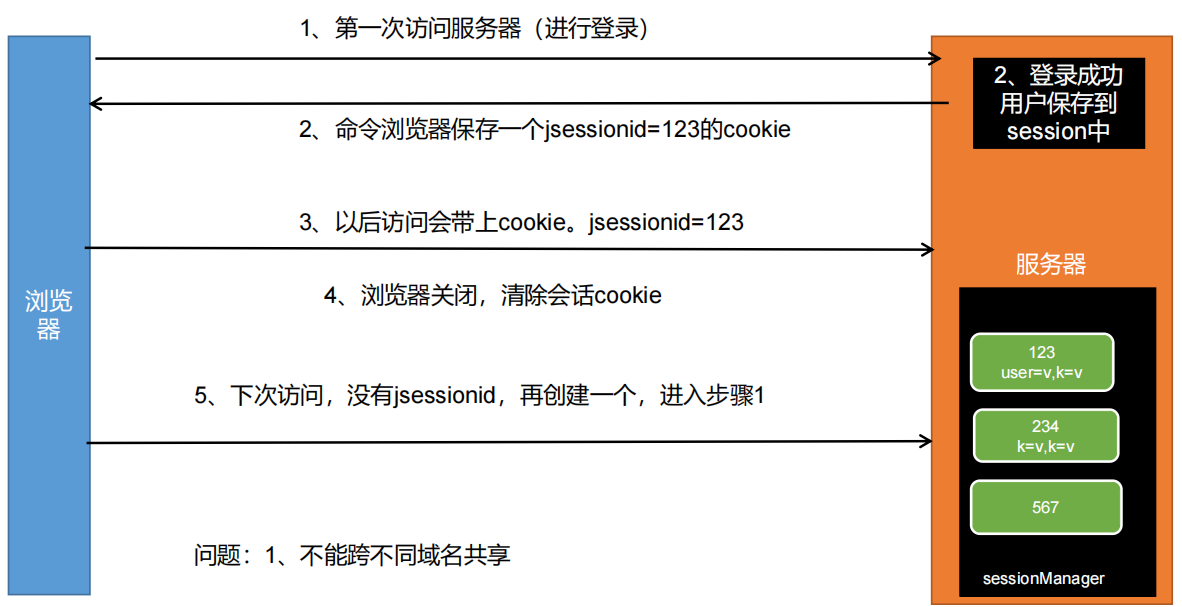 1、第一次访问服务器（进行登录）
2、登录成功
用户保存到
session中
2、命令浏览器保存一个jsessionid=123的cookie
3、以后访问会带上cookie。jsessionid=123
服务器
浏览
器
4、浏览器关闭，清除会话cookie
123
user=v,k=v
5、下次访问，没有jsessionid，再创建一个，进入步骤1
234
k=v,k=v
567
问题：1、不能跨不同域名共享
sessionManager